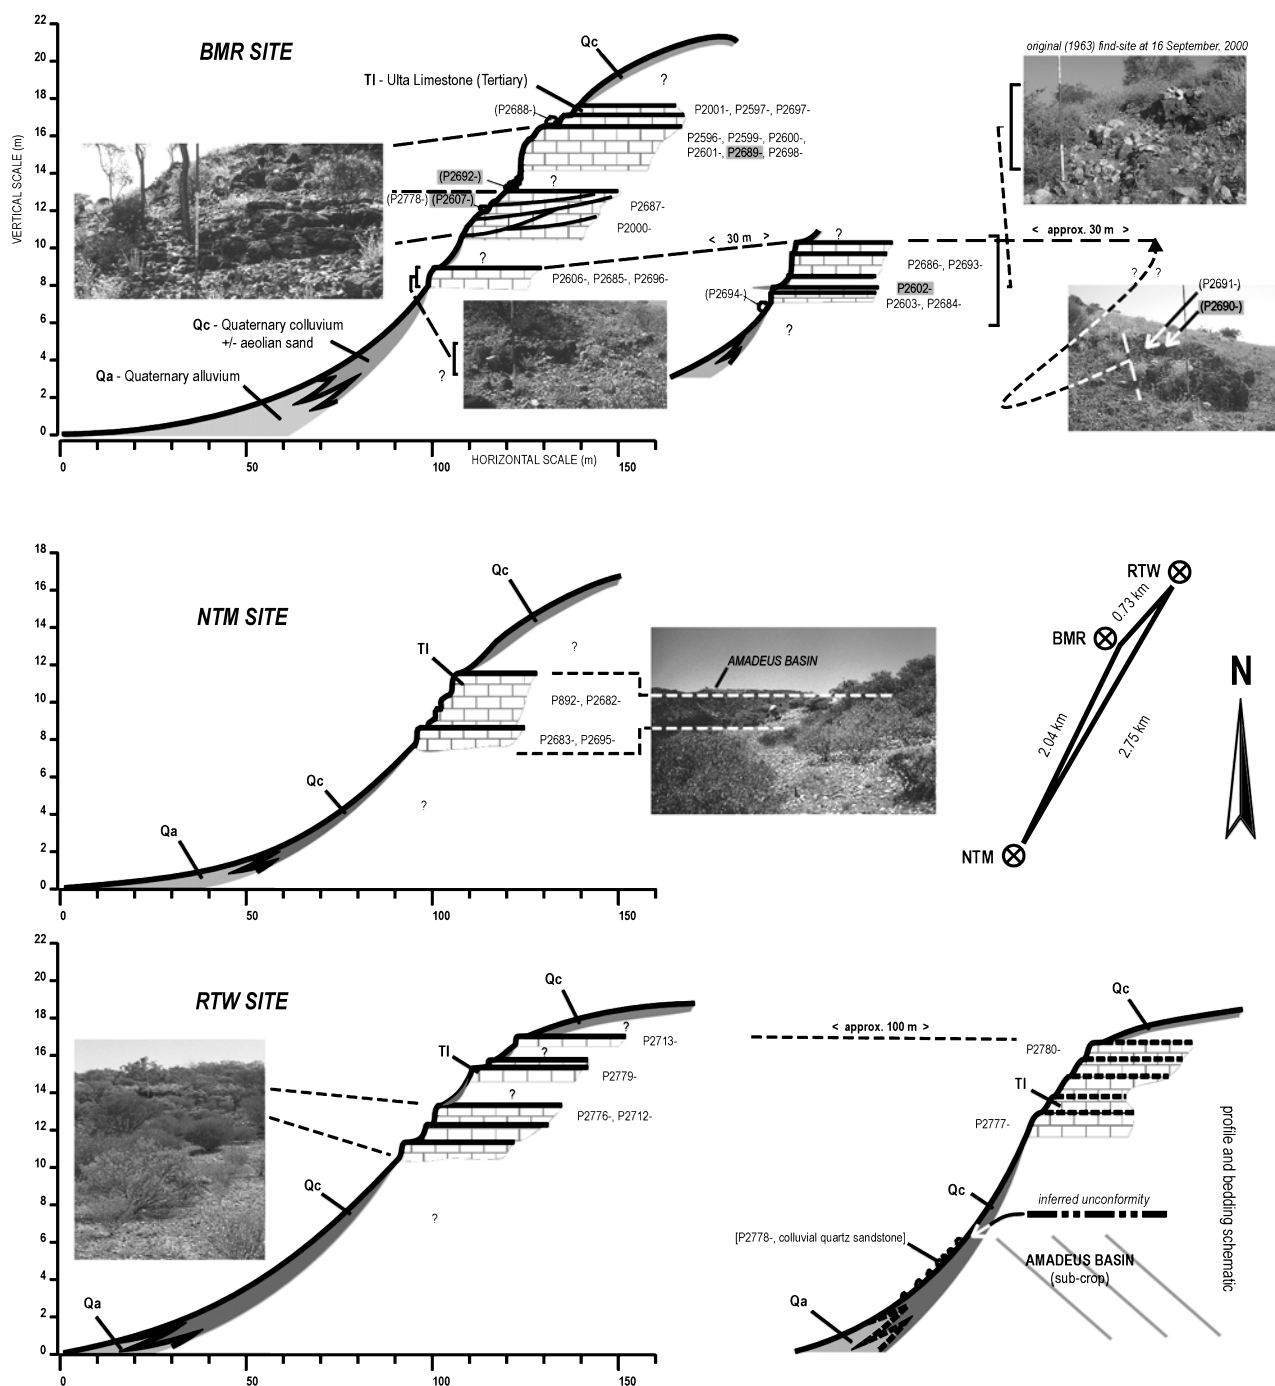 original (1963) find-site at 16 September, 2000
BMR SITE
VERTICAL SCALE (m)
22
20
18
16
14
12
10
8
6
4
2
0
Qc
Tl - Ulta Limestone (Tertiary)
?
(P2688-)
P2001-, P2597-, P2697-
P2596-, P2599-, P2600-,
P2601-, P2689-, P2698-
(P2692-)
?
(P2778-) (P2607-)
P2687-
P2000-
?
P2606-, P2685-, P2696-
< 30 m >
?
P2686-, P2693-
P2602-
P2603-, P2684-
(P2694-)
?
< approx. 30 m >
? ?
(P2691-)
(P2690-)
Qc - Quaternary colluvium
+/- aeolian sand
Qa - Quaternary alluvium
?
0
50
100
150
HORIZONTAL SCALE (m)
NTM SITE
18
16
14
12
10
8
6
4
2
0
Qc
?
Tl
P892-, P2682-
P2683-, P2695-
AMADEUS BASIN
Qc
?
Qa
0
50
100
150
RTW
0.73 km
BMR
2.04 km
2.75 km
NTM
N
RTW SITE
22
20
18
16
14
12
10
8
6
4
2
0
Qc
?
P2713-
Tl
?
P2779-
?
P2776-, P2712-
Qc
?
Qa
0
50
100
150
< approx. 100 m >
Qc
P2780-
Tl
P2777-
Qc
inferred unconformity
[P2778-, colluvial quartz sandstone]
AMADEUS BASIN
(sub-crop)
Qa
profile and bedding schematic